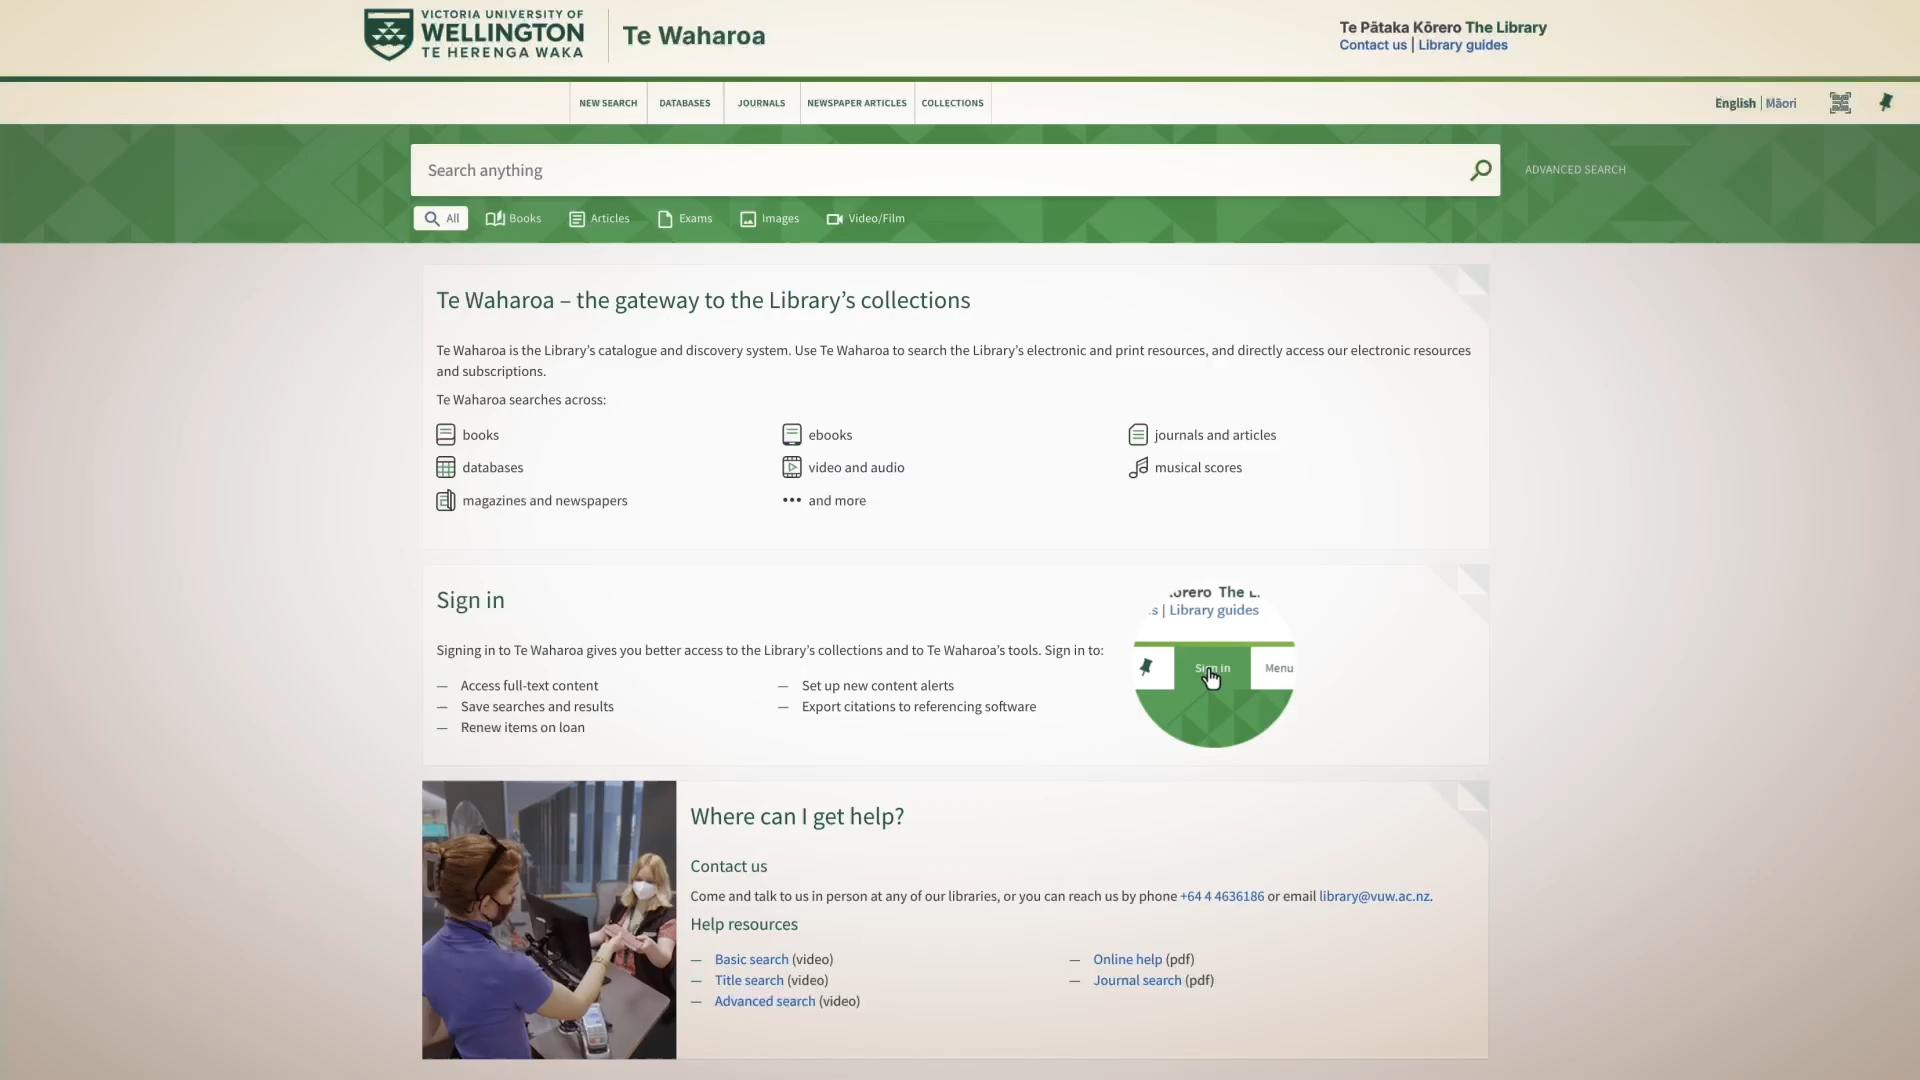 VICTORIA UNIVERSITY OF
WELLINGTON
TE HERENGA WAKA
Te Waharoa
Te Pātaka Kōrero The Library
Contact us | Library guides
NEW SEARCH
DATABASES
JOURNALS
NEWSPAPER ARTICLES
COLLECTIONS
English | Māori
Search anything
ADVANCED SEARCH
All
Books
Articles
Exams
Images
Video/Film
Te Waharoa – the gateway to the Library’s collections
Te Waharoa is the Library’s catalogue and discovery system. Use Te Waharoa to search the Library’s electronic and print resources, and directly access our electronic resources
and subscriptions.
Te Waharoa searches across:
books
ebooks
journals and articles
databases
video and audio
musical scores
magazines and newspapers
and more
Sign in
Signing in to Te Waharoa gives you better access to the Library’s collections and to Te Waharoa’s tools. Sign in to:
— Access full-text content
— Save searches and results
— Renew items on loan
— Set up new content alerts
— Export citations to referencing software
orero The L
s | Library guides
Sign in
Menu
Where can I get help?
Contact us
Come and talk to us in person at any of our libraries, or you can reach us by phone +64 4 4636186 or email library@vuw.ac.nz.
Help resources
— Basic search (video)
— Title search (video)
— Advanced search (video)
— Online help (pdf)
— Journal search (pdf)